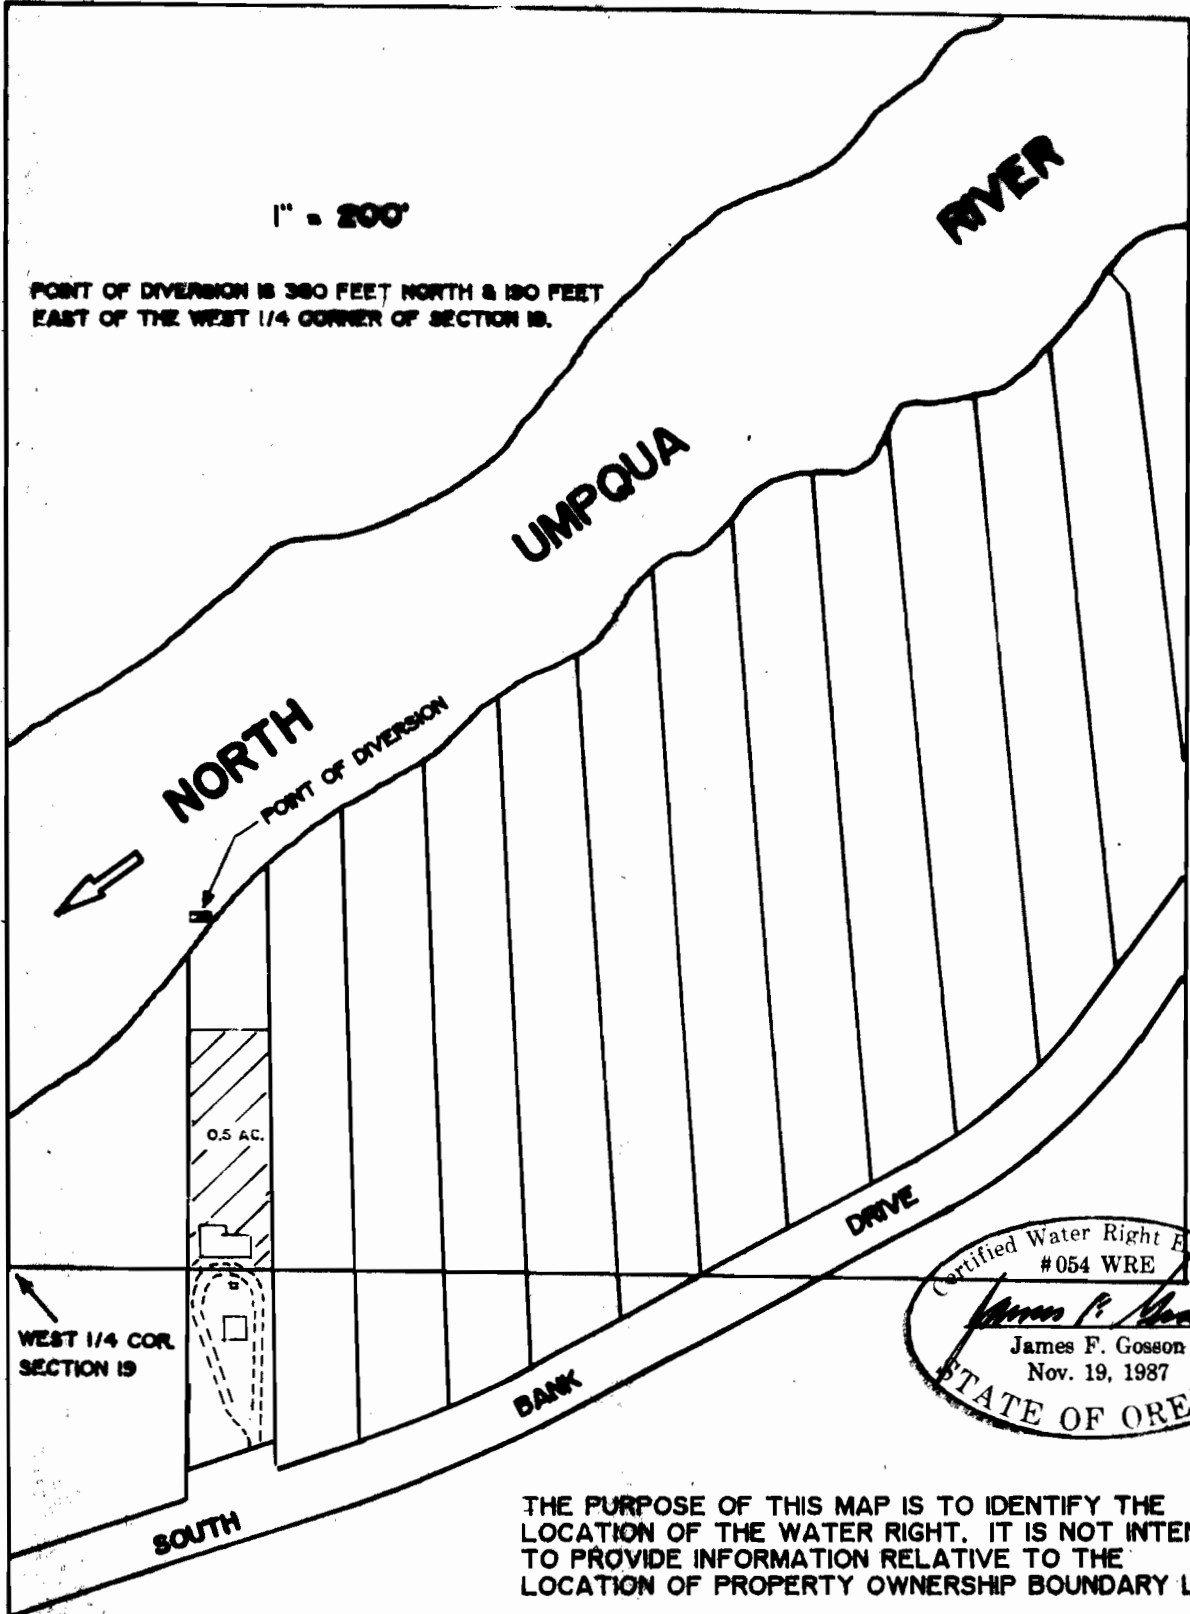 1" = 200'
POINT OF DIVERSION IS 380 FEET NORTH & 190 FEET
EAST OF THE WEST 1/4 CORNER OF SECTION 19.
RIVER
UMPQUA
NORTH
POINT OF DIVERSION
0.5 AC.
WEST 1/4 COR.
SECTION 19
SOUTH
BANK
DRIVE
Certified Water Right E
#054 WRE
James F. Gosson
Nov. 19, 1987
STATE OF ORE
THE PURPOSE OF THIS MAP IS TO IDENTIFY THE
LOCATION OF THE WATER RIGHT. IT IS NOT INTEN
TO PROVIDE INFORMATION RELATIVE TO THE
LOCATION OF PROPERTY OWNERSHIP BOUNDARY L